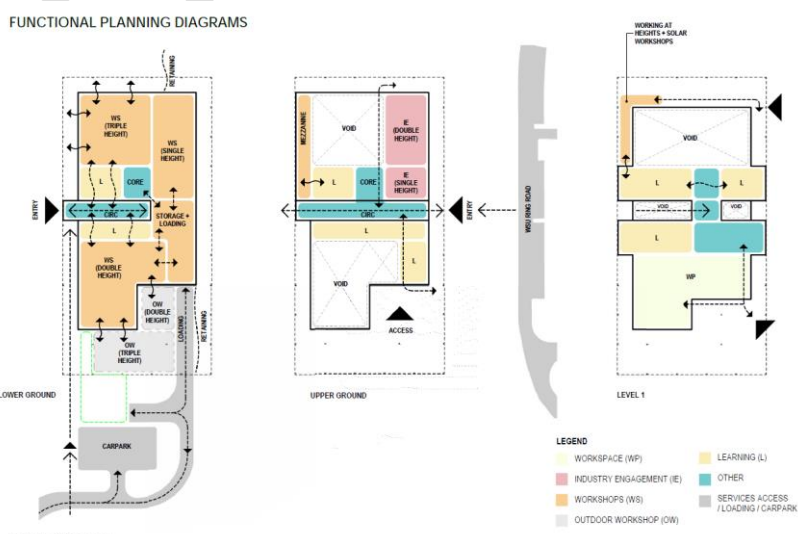 FUNCTIONAL PLANNING DIAGRAMS
RETAINING
WS
(TRIPLE
HEIGHT)
WS
(SINGLE
HEIGHT)
L
CORE
ENTRY
CIRC
STORAGE +
LOADING
L
WS
(DOUBLE
HEIGHT)
OW
(DOUBLE
HEIGHT)
LOADING
RETAINING
OW
(TRIPLE
HEIGHT)
LOWER GROUND
CARPARK
MEZZANINE
VOID
IE
(DOUBLE
HEIGHT)
L
CORE
IE
(SINGLE
HEIGHT)
CIRC
ENTRY
L
L
VOID
ACCESS
UPPER GROUND
WSU RING ROAD
WORKING AT
HEIGHTS + SOLAR
WORKSHOPS
VOID
L
L
VOID
VOID
L
WP
LEVEL 1
LEGEND
WORKSPACE (WP)
INDUSTRY ENGAGEMENT (IE)
WORKSHOPS (WS)
OUTDOOR WORKSHOP (OW)
LEARNING (L)
OTHER
SERVICES ACCESS
/ LOADING / CARPARK